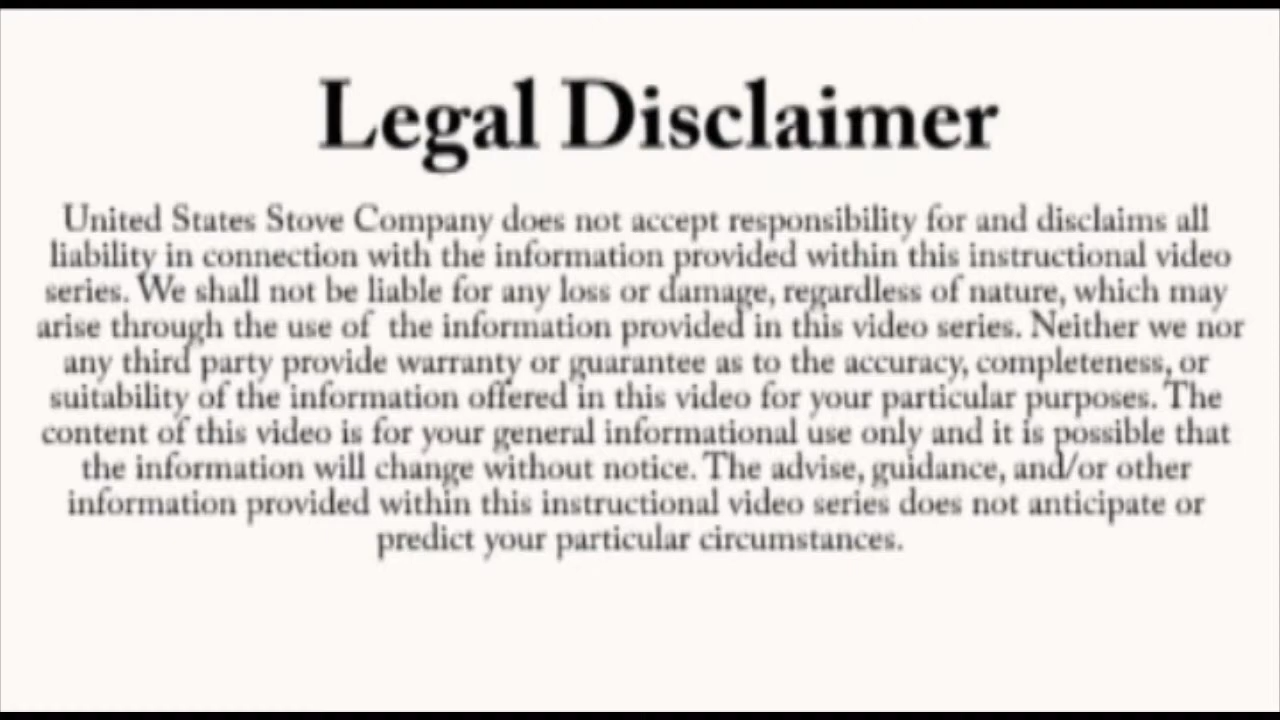 Legal Disclaimer
United States Stove Company does not accept responsibility for and disclaims all
liability in connection with the information provided within this instructional video
series. We shall not be liable for any loss or damage, regardless of nature, which may
arise through the use of  the information provided in this video series. Neither we nor
any third party provide warranty or guarantee as to the accuracy, completeness, or
suitability of the information offered in this video for your particular purposes. The
content of this video is for your general informational use only and it is possible that
the information will change without notice. The advise, guidance, and/or other
information provided within this instructional video series does not anticipate or
predict your particular circumstances.